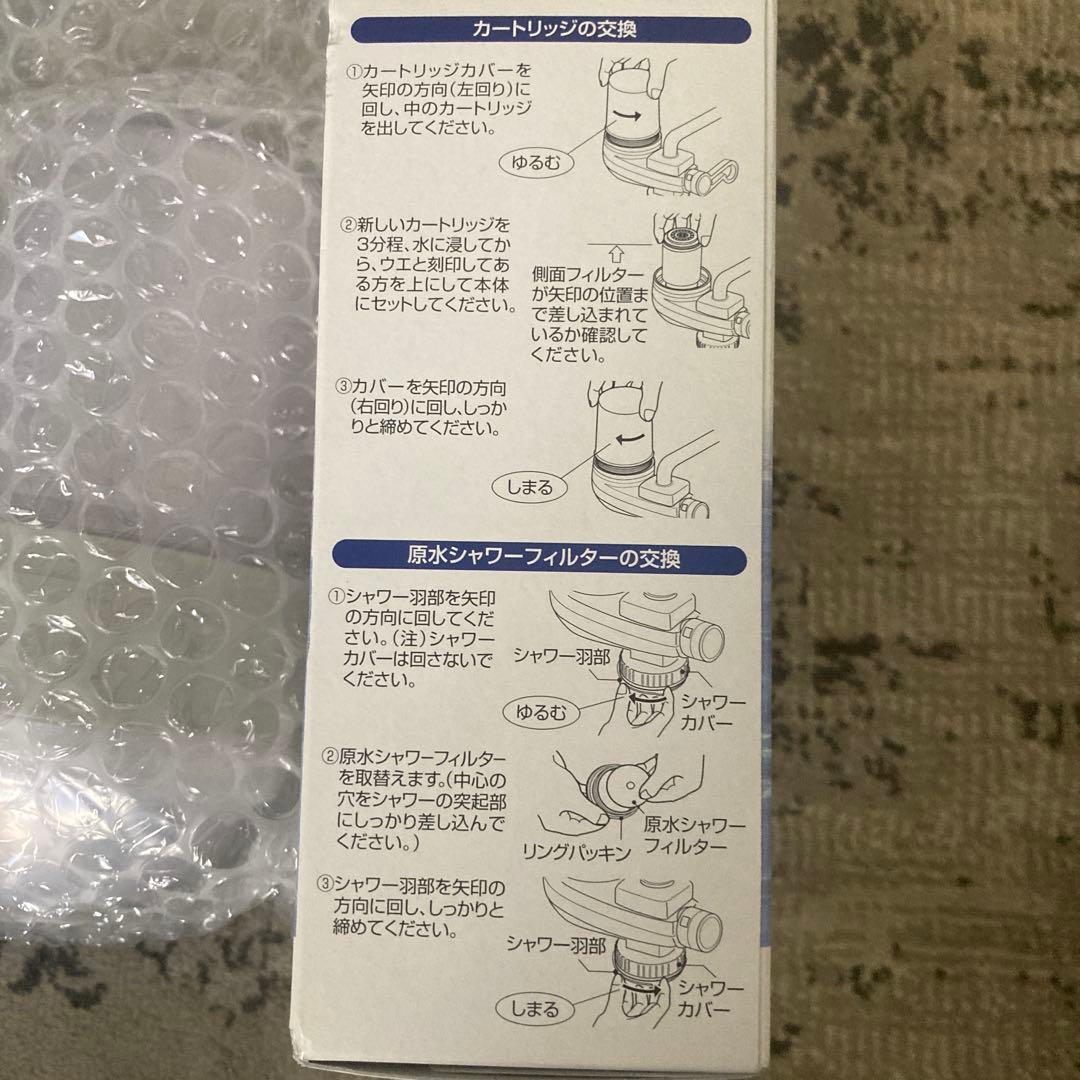 カートリッジの交換
①カートリッジカバーを
矢印の方向(左回り)に
回し、中のカートリッジ
を出してください。
ゆるむ
②新しいカートリッジを
3分程、水に浸してか
ら、ウエと刻印してあ
る方を上にして本体
にセットしてください。
側面フィルター
が矢印の位置ま
で差し込まれて
いるか確認して
ください。
③カバーを矢印の方向
(右回り)に回し、しっか
りと締めてください。
しまる
原水シャワーフィルターの交換
①シャワー羽部を矢印
の方向に回してくだ
さい。(注)シャワー
カバーは回さないで
ください。
シャワー羽部
ゆるむ
シャワー
カバー
②原水シャワーフィルター
を取替えます。(中心の
穴をシャワーの突起部
にしっかり差し込んで
ください。)
リングパッキン
原水シャワー
フィルター
③シャワー羽部を矢印の
方向に回し、しっかりと
締めてください。
シャワー羽部
しまる
シャワー
カバー